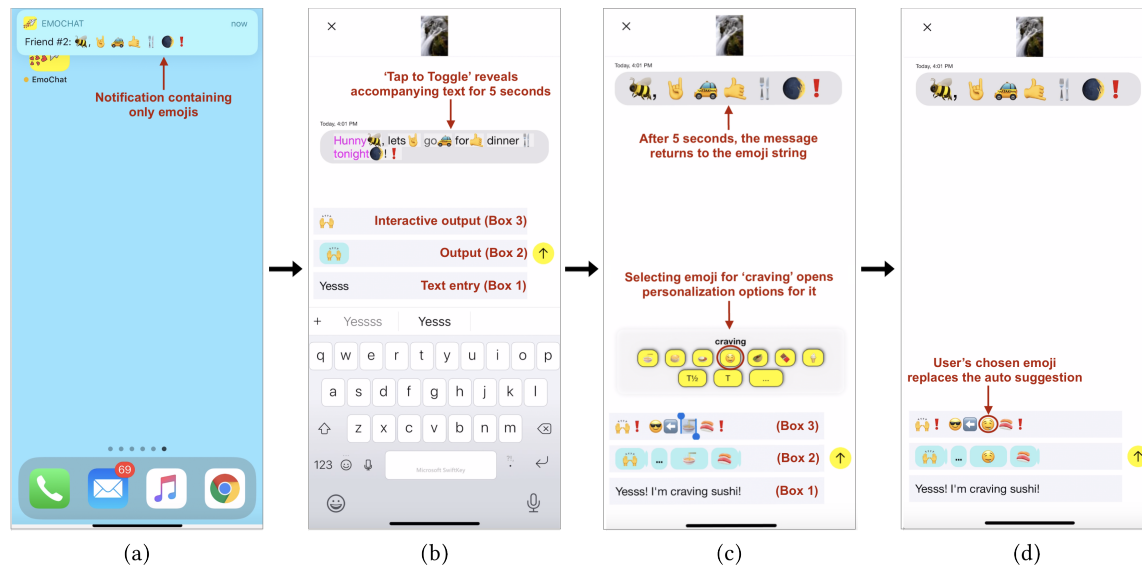 EMOCHAT now
Friend #2: 🐝, 🤘 🚕 🤙 🍴 🌒 ❗
EmoChat
Notification containing
only emojis
69
(a)
×
‘Tap to Toggle’ reveals
accompanying text for 5 seconds
Today, 4:01 PM
Hunny🐝, lets🤘 go🚕 for🤙 dinner🍴
tonight🌒! ❗
🙌 Interactive output (Box 3)
🙌 Output (Box 2) ↑
Yesss Text entry (Box 1)
+ Yessss Yesss
q w e r t y u i o p
a s d f g h j k l
z x c v b n m
123
Microsoft SwiftKey
(b)
×
Today, 4:01 PM
🐝, 🤘 🚕 🤙 🍴 🌒 ❗
After 5 seconds, the message
returns to the emoji string
Selecting emoji for ‘craving’ opens
personalization options for it
craving
T½ T ...
(Box 3)
... (Box 2) ↑
Yesss! I'm craving sushi! (Box 1)
(c)
×
Today, 4:01 PM
🐝, 🤘 🚕 🤙 🍴 🌒 ❗
User’s chosen emoji
replaces the auto suggestion
... ↑
Yesss! I'm craving sushi!
(d)